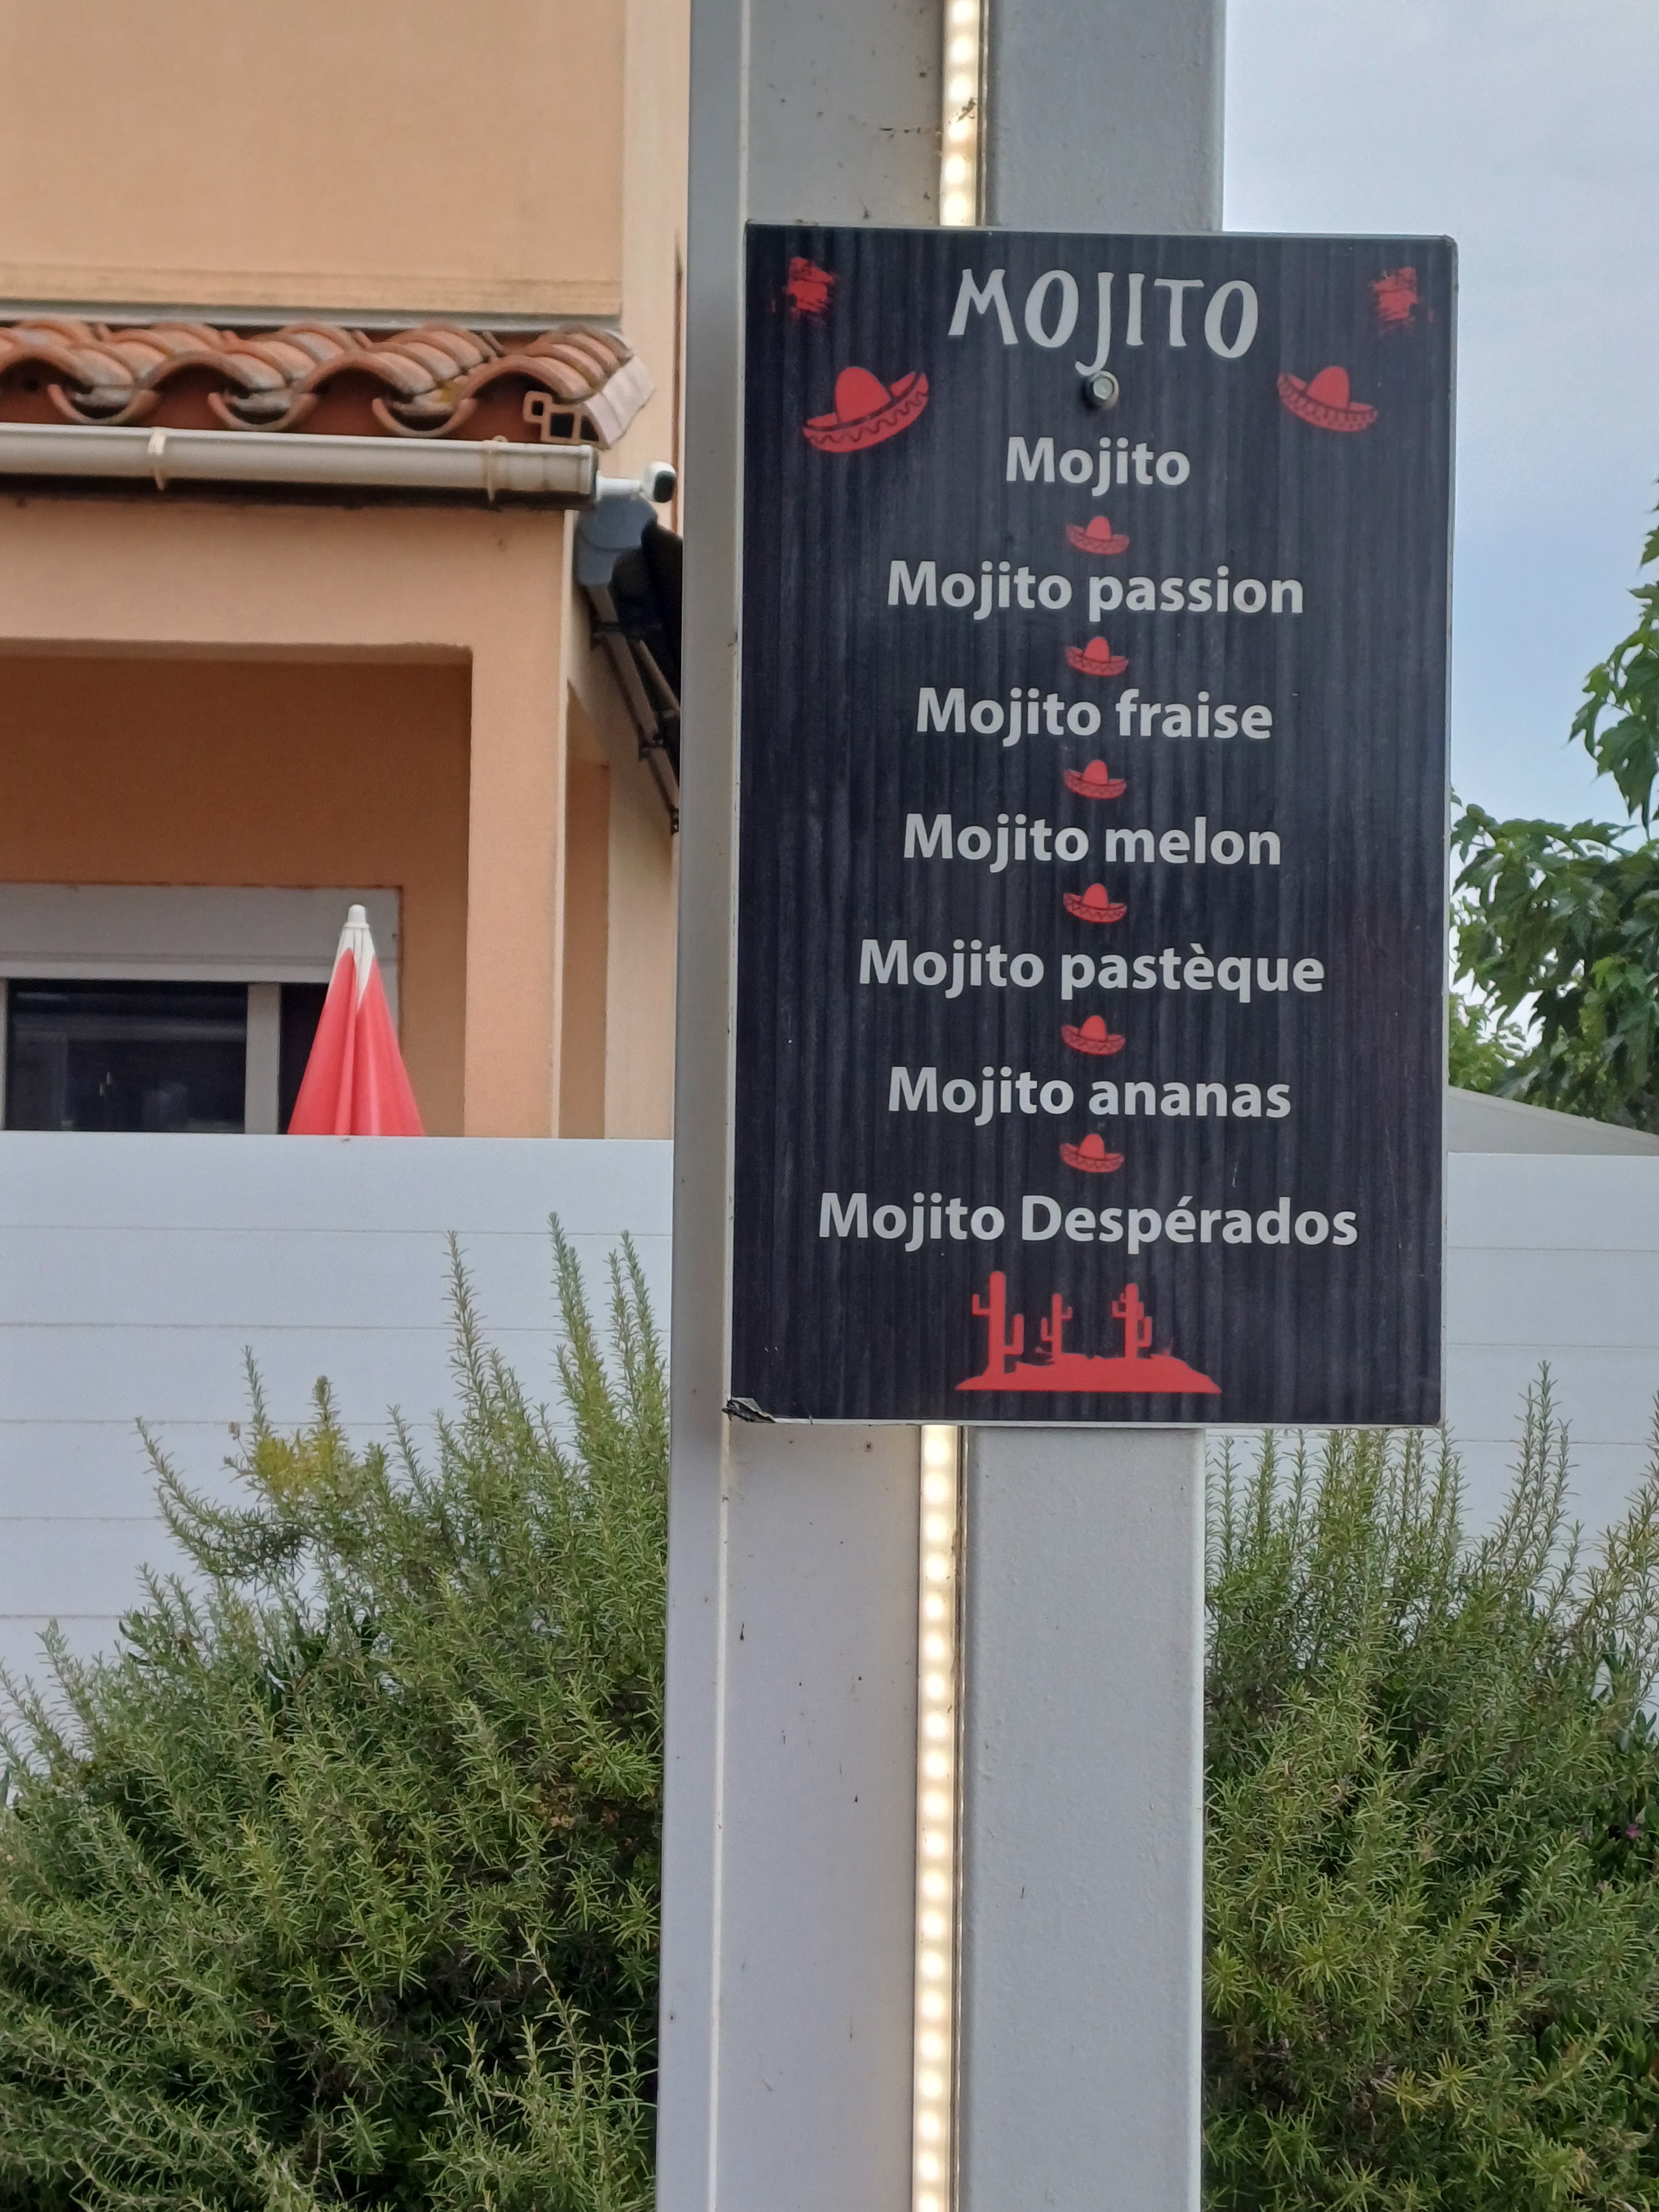 MOJITO
Mojito
Mojito passion
Mojito fraise
Mojito melon
Mojito pastèque
Mojito ananas
Mojito Despérados